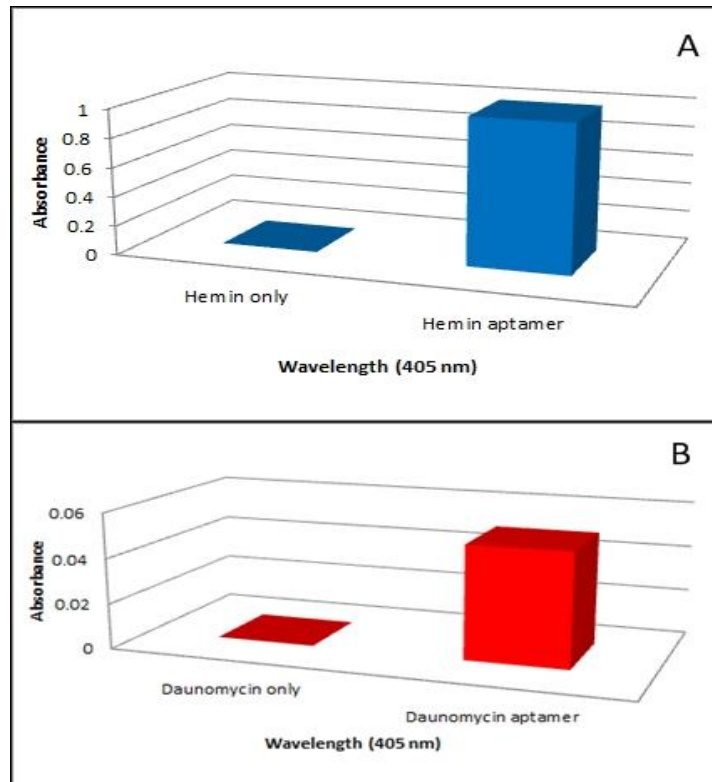 A
1
0.8
0.6
0.4
0.2
0
Absorbance
Hemin only
Hemin aptamer
Wavelength (405 nm)
B
0.06
0.04
0.02
0
Absorbance
Daunomycin only
Daunomycin aptamer
Wavelength (405 nm)